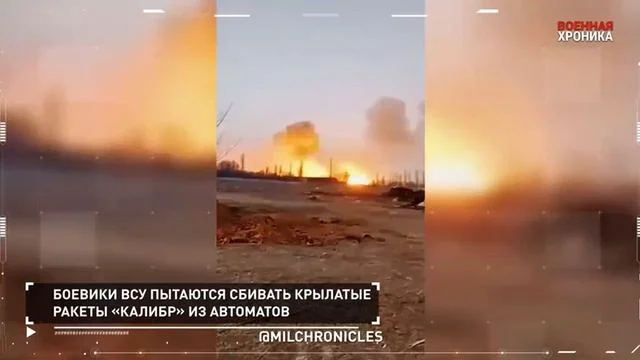 ВОЕННАЯ
ХРОНИКА
БОЕВИКИ ВСУ ПЫТАЮТСЯ СБИВАТЬ КРЫЛАТЫЕ
РАКЕТЫ «КАЛИБР» ИЗ АВТОМАТОВ
@MILCHRONICLES